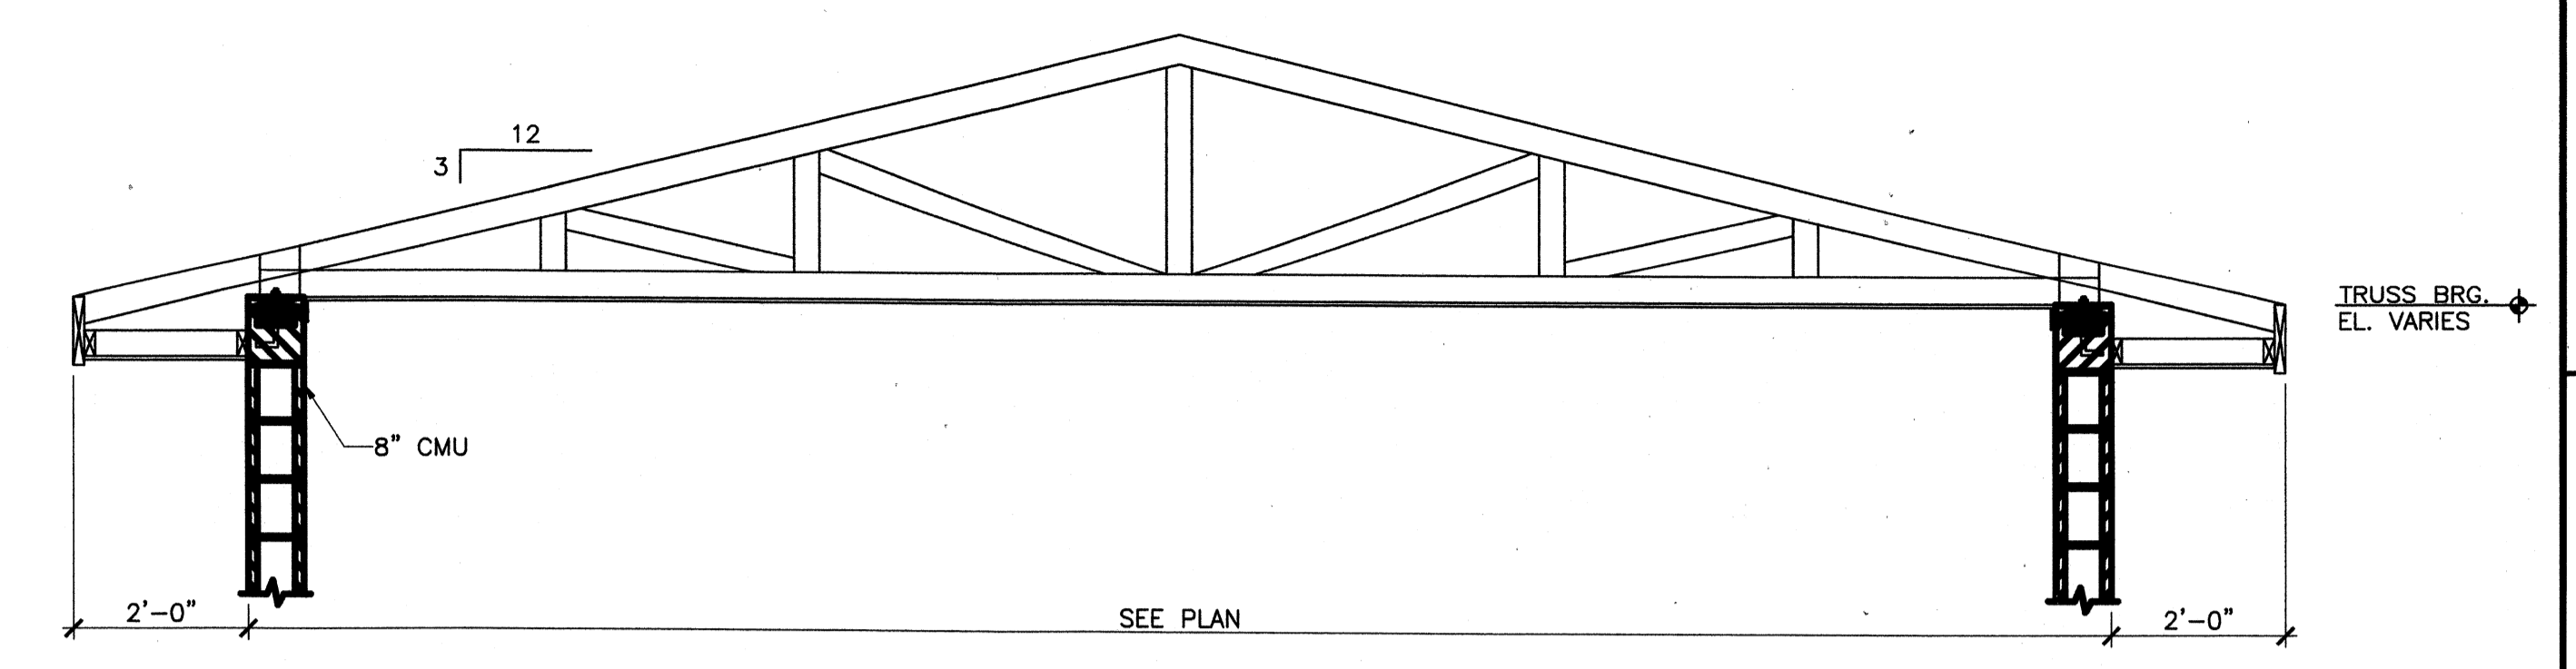 12
3
TRUSS BRG.
EL. VARIES
8" CMU
2'-0"
SEE PLAN
2'-0"